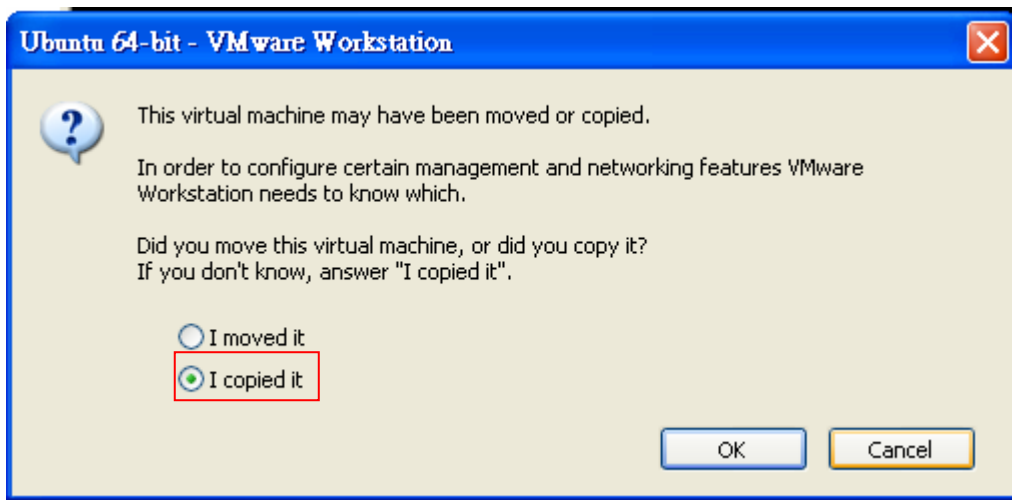 Ubuntu 64-bit - VMware Workstation
This virtual machine may have been moved or copied.
In order to configure certain management and networking features VMware
Workstation needs to know which.
Did you move this virtual machine, or did you copy it?
If you don't know, answer "I copied it".
I moved it
I copied it
OK Cancel